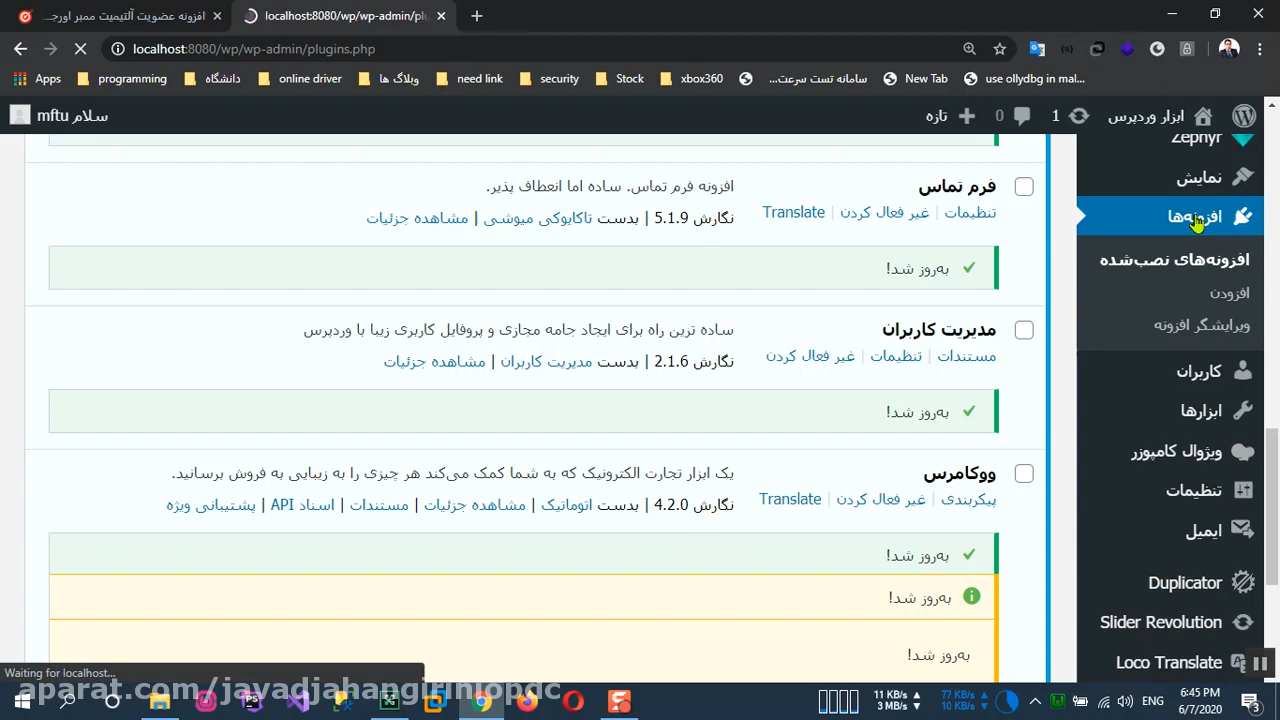 افزونه عضویت آلتیمیت ممبر اورجـ...
localhost:8080/wp/wp-admin/plu
localhost:8080/wp/wp-admin/plugins.php
Apps
programming
دانشگاه
online driver
وبلاگ ها
need link
security
Stock
xbox360
سامانه تست سرعت...
New Tab
use ollydbg in mal...
ابزار وردپرس
1
0
تازه
سلام mftu
Zephyr
نمایش
افزونه‌ها
افزونه‌های نصب‌شده
افزودن
ویرایشگر افزونه
کاربران
ابزارها
ویژوال کامپوزر
تنظیمات
ایمیل
Duplicator
Slider Revolution
Loco Translate
فرم تماس
تنظیمات | غیر فعال کردن | Translate
افزونه فرم تماس. ساده اما انعطاف پذیر.
نگارش 5.1.9 | بدست تاکایوکی میوشی | مشاهده جزئیات
به‌روز شد!
مدیریت کاربران
مستندات | تنظیمات | غیر فعال کردن
ساده ترین راه برای ایجاد جامه مجازی و پروفایل کاربری زیبا با وردپرس
نگارش 2.1.6 | بدست مدیریت کاربران | مشاهده جزئیات
به‌روز شد!
ووکامرس
پیکربندی | غیر فعال کردن | Translate
یک ابزار تجارت الکترونیک که به شما کمک می‌کند هر چیزی را به زیبایی به فروش برسانید.
نگارش 4.2.0 | بدست اتوماتیک | مشاهده جزئیات | مستندات | اسناد API | پشتیبانی ویژه
به‌روز شد!
به‌روز شد!
به‌روز شد!
Waiting for localhost...
aparat.com/javadjahangiriniopdc
11 KB/s
3 MB/s
77 KB/s
10 KB/s
ENG
6:45 PM
6/7/2020
3